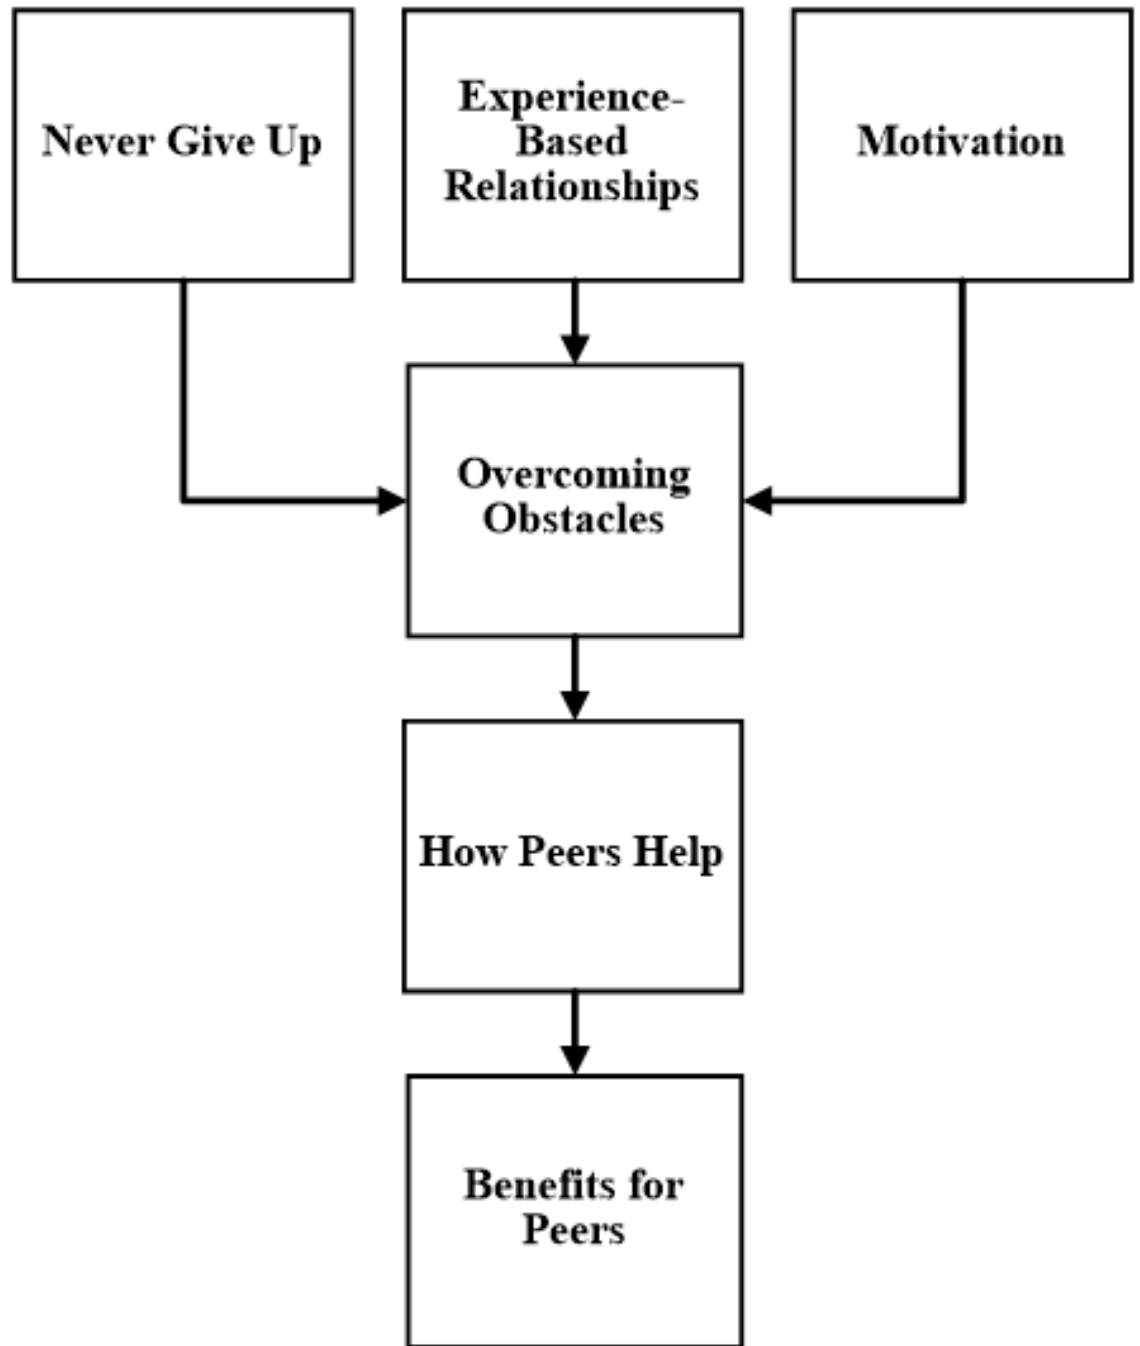 Never Give Up
Experience-
Based
Relationships
Motivation
Overcoming
Obstacles
How Peers Help
Benefits for
Peers